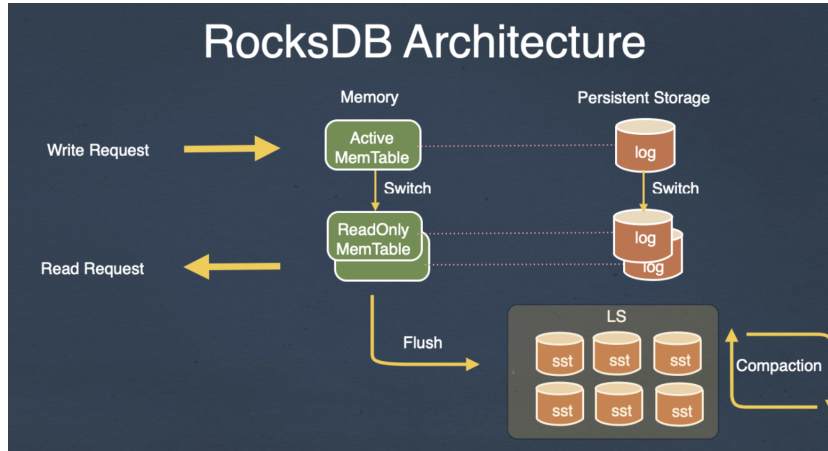 RocksDB Architecture
Memory
Persistent Storage
Write Request
Active
MemTable
log
Switch
Switch
ReadOnly
MemTable
log
log
Read Request
LS
Flush
sst
sst
sst
Compaction
sst
sst
sst